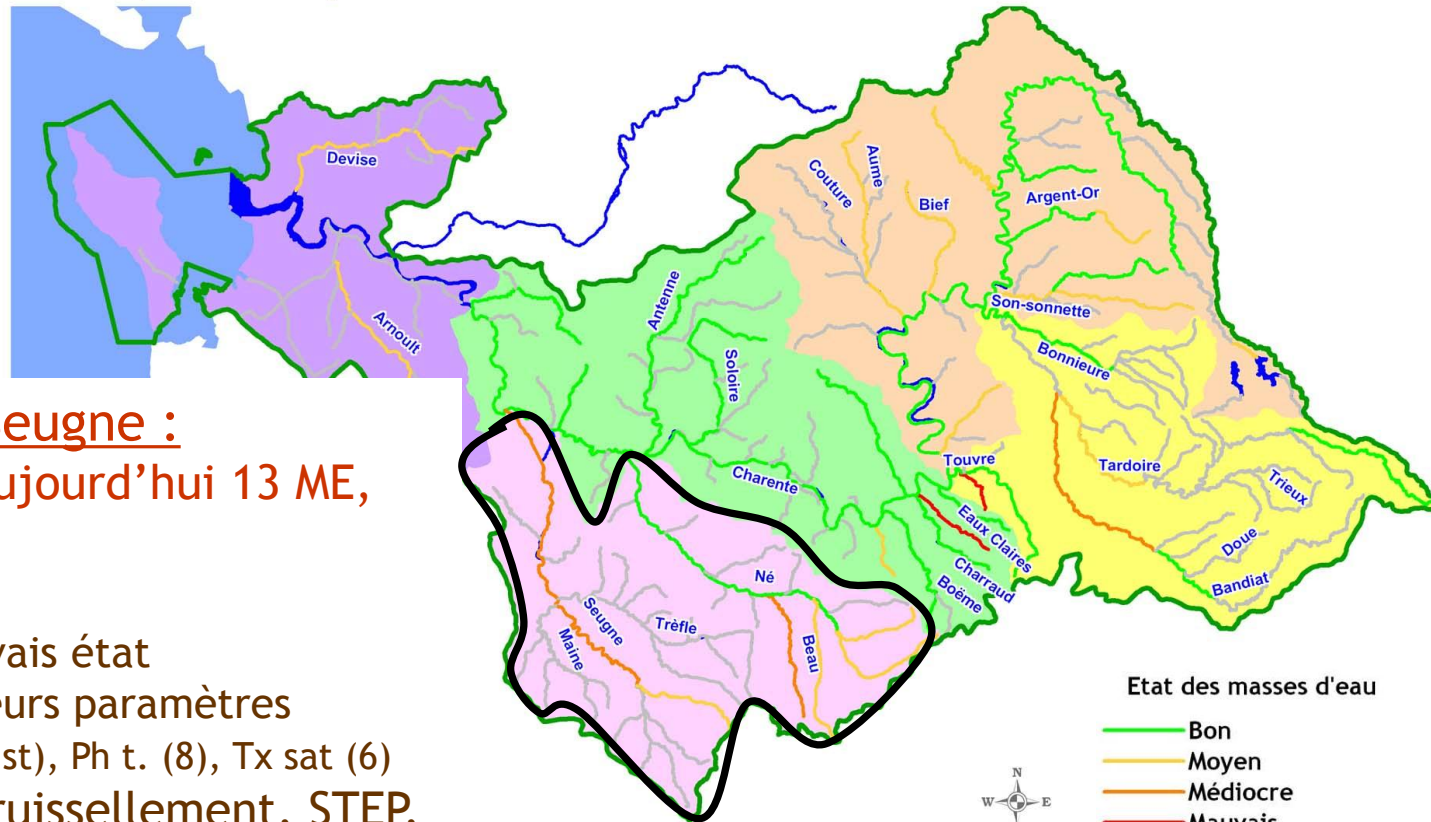 Devise
Couture
Aume
Bief
Argent-Or
Arnoult
Antenne
Soloire
Son-sonnette
Bonnieure
eugne :
ujourd’hui 13 ME,
Touvre
Tardoire
Trieux
Charente
Eaux Claires
Doue
Bandiat
Charraud
Boëme
Né
Seugne
Trèfle
Maine
Beau
vais état
eurs paramètres
st), Ph t. (8), Tx sat (6)
ruissellement, STEP,
Etat des masses d'eau
Bon
Moyen
Médiocre
Mauvais
N
W E